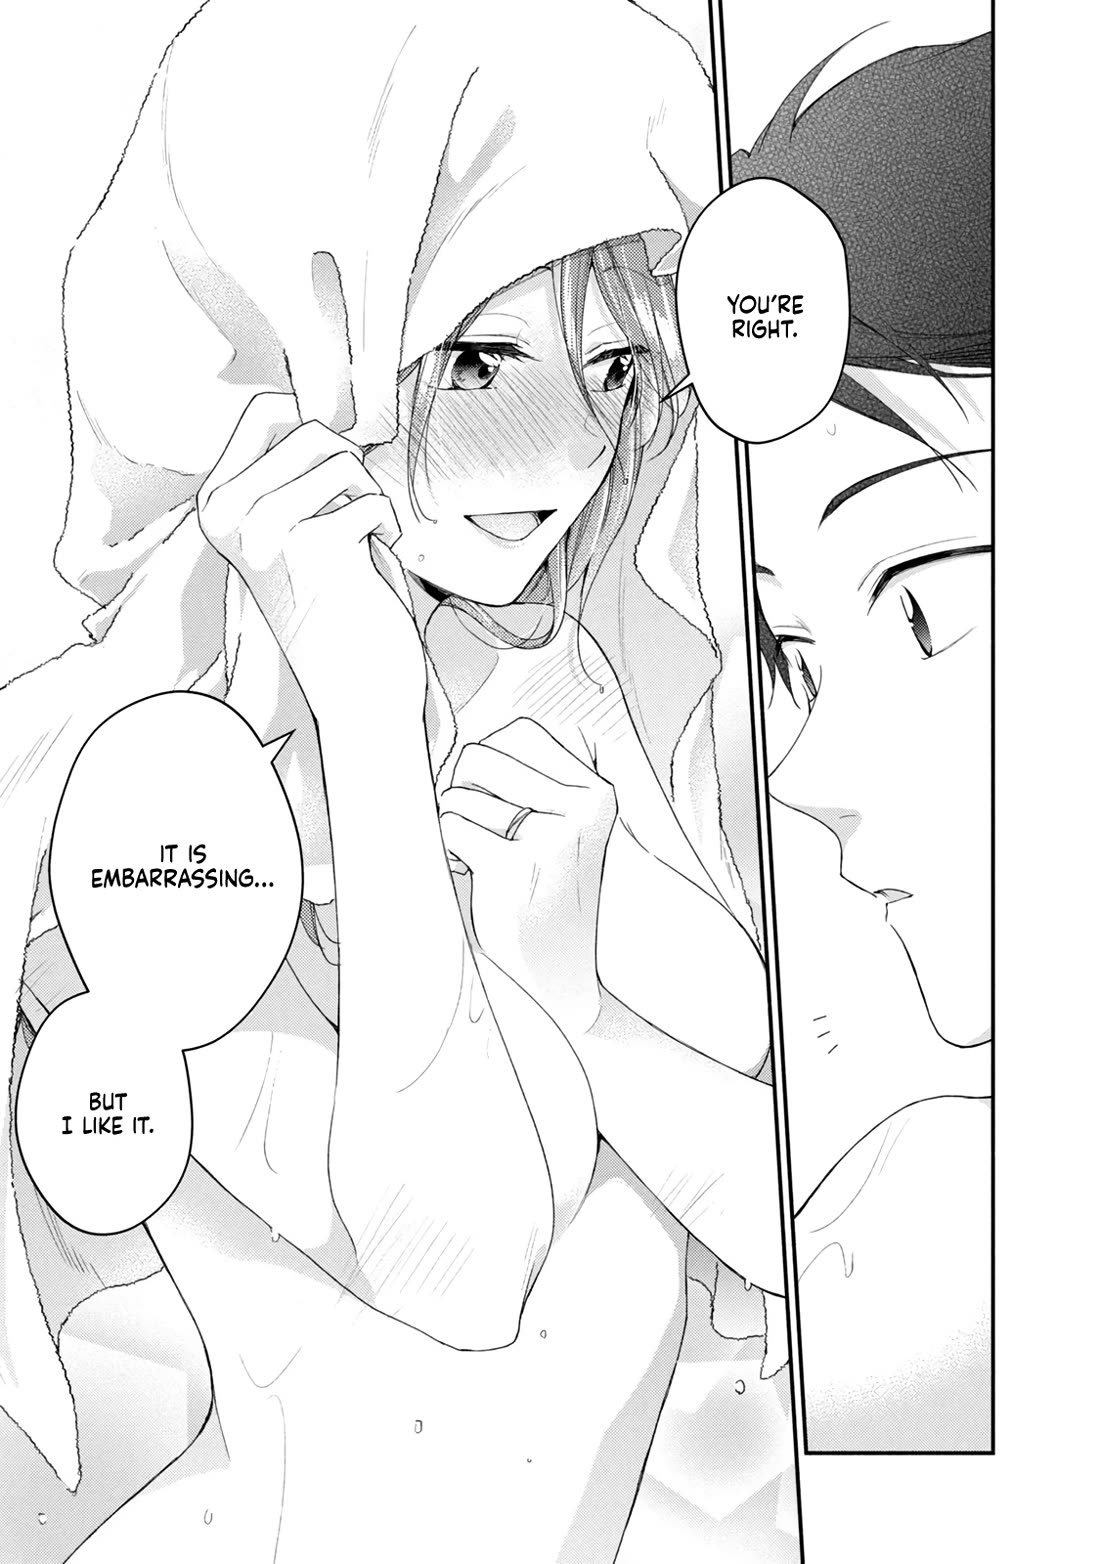 YOU'RE
RIGHT.
IT IS
EMBARRASSING...
BUT
I LIKE IT.